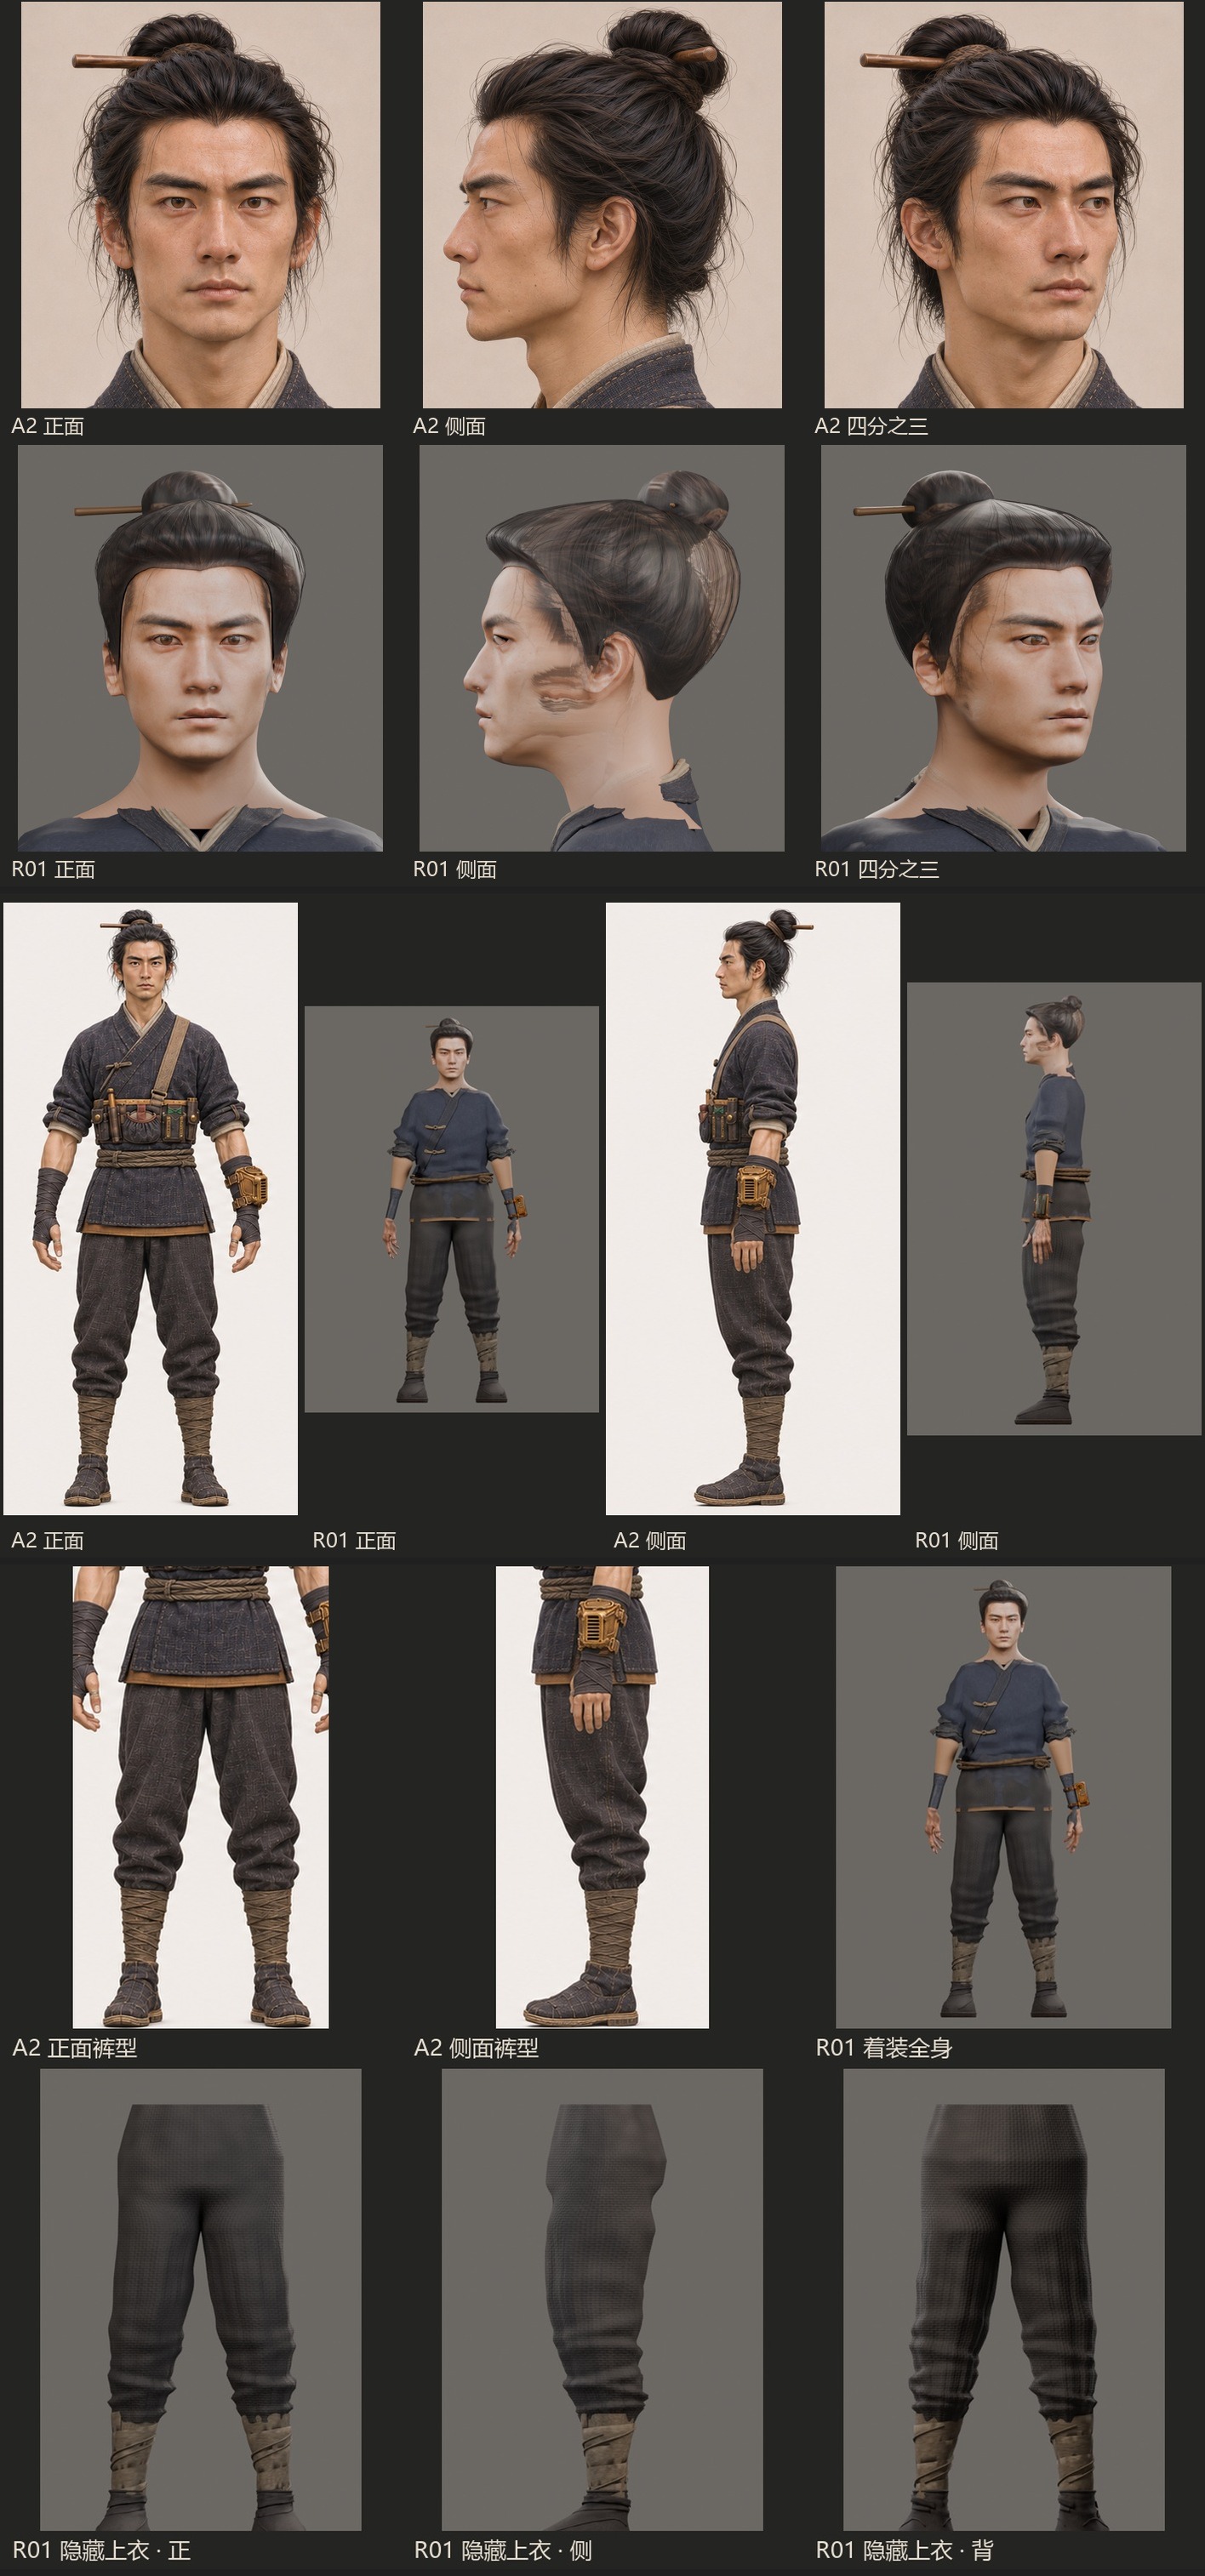 A2 正面
A2 侧面
A2 四分之三
R01 正面
R01 侧面
R01 四分之三
A2 正面
R01 正面
A2 侧面
R01 侧面
A2 正面裤型
A2 侧面裤型
R01 着装全身
R01 隐藏上衣 · 正
R01 隐藏上衣 · 侧
R01 隐藏上衣 · 背